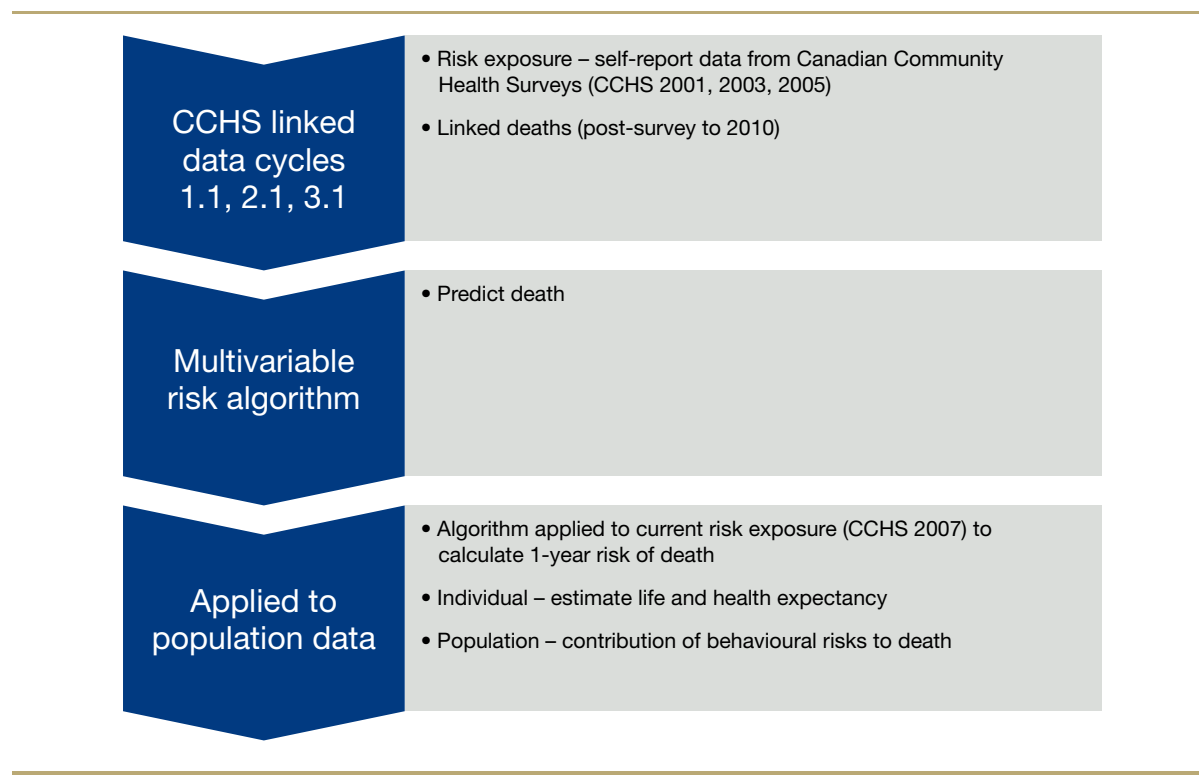 CCHS linked
data cycles
1.1, 2.1, 3.1
• Risk exposure – self-report data from Canadian Community
Health Surveys (CCHS 2001, 2003, 2005)
• Linked deaths (post-survey to 2010)
Multivariable
risk algorithm
• Predict death
Applied to
population data
• Algorithm applied to current risk exposure (CCHS 2007) to
calculate 1-year risk of death
• Individual – estimate life and health expectancy
• Population – contribution of behavioural risks to death